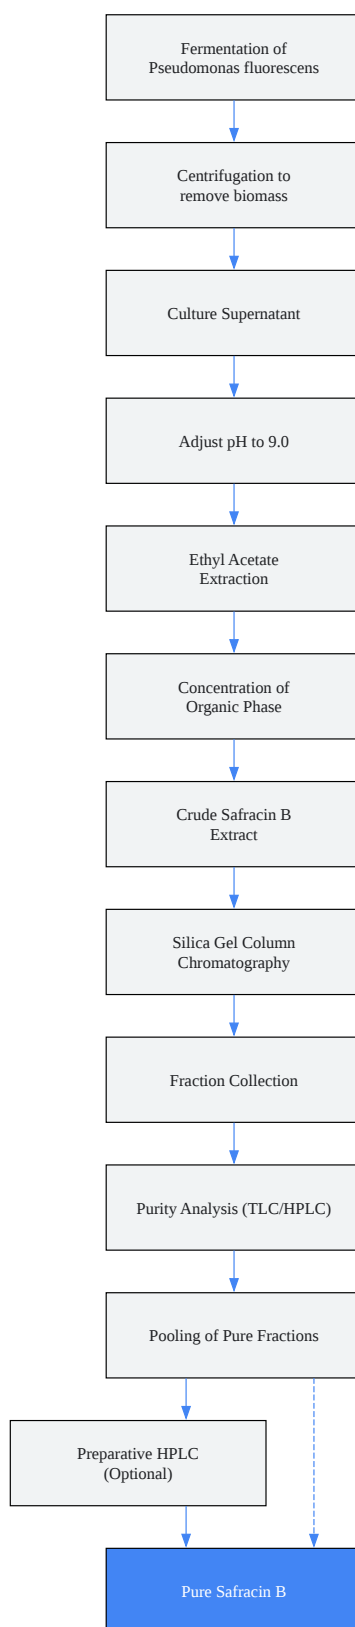 Fermentation of
Pseudomonas fluorescens
Centrifugation to
remove biomass
Culture Supernatant
Adjust pH to 9.0
Ethyl Acetate
Extraction
Concentration of
Organic Phase
Crude Safracin B
Extract
Silica Gel Column
Chromatography
Fraction Collection
Purity Analysis (TLC/HPLC)
Pooling of Pure Fractions
Preparative HPLC
(Optional)
Pure Safracin B